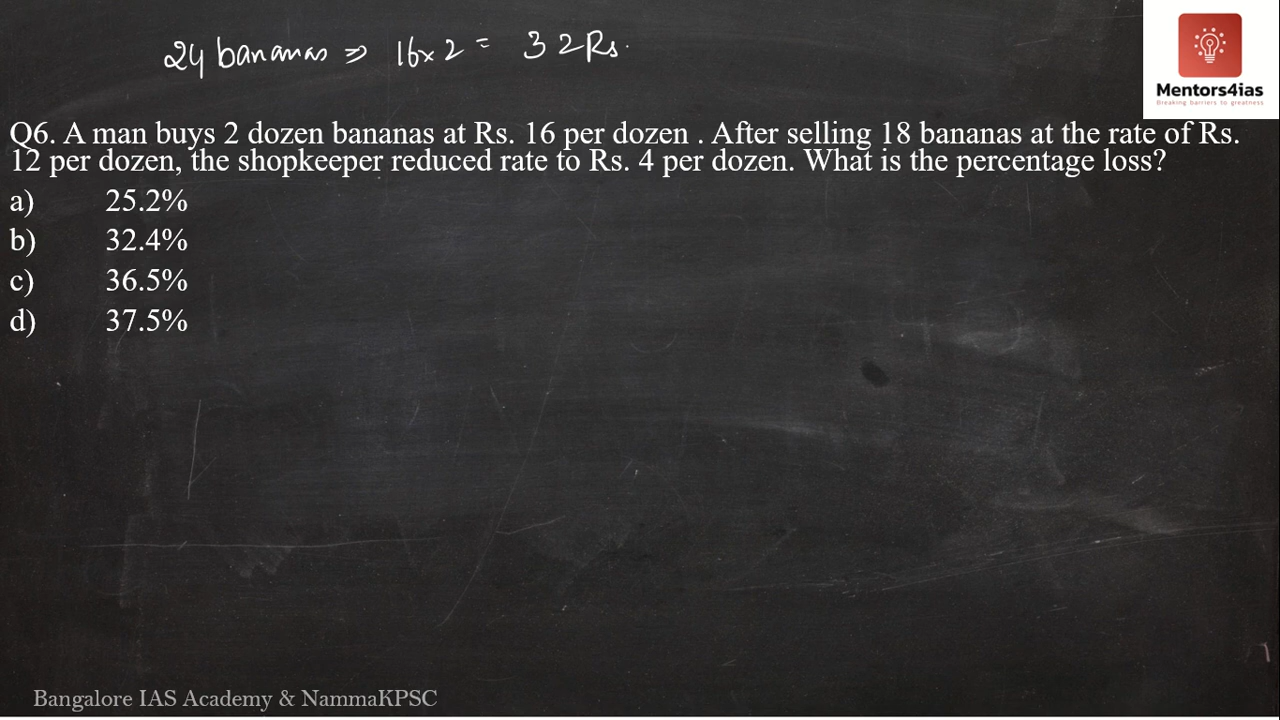 24 bananas ⇒ 16×2 = 32Rs.
Mentors4ias
Breaking barriers to greatness
Q6. A man buys 2 dozen bananas at Rs. 16 per dozen . After selling 18 bananas at the rate of Rs.
12 per dozen, the shopkeeper reduced rate to Rs. 4 per dozen. What is the percentage loss?
a) 25.2%
b) 32.4%
c) 36.5%
d) 37.5%
Bangalore IAS Academy & NammaKPSC